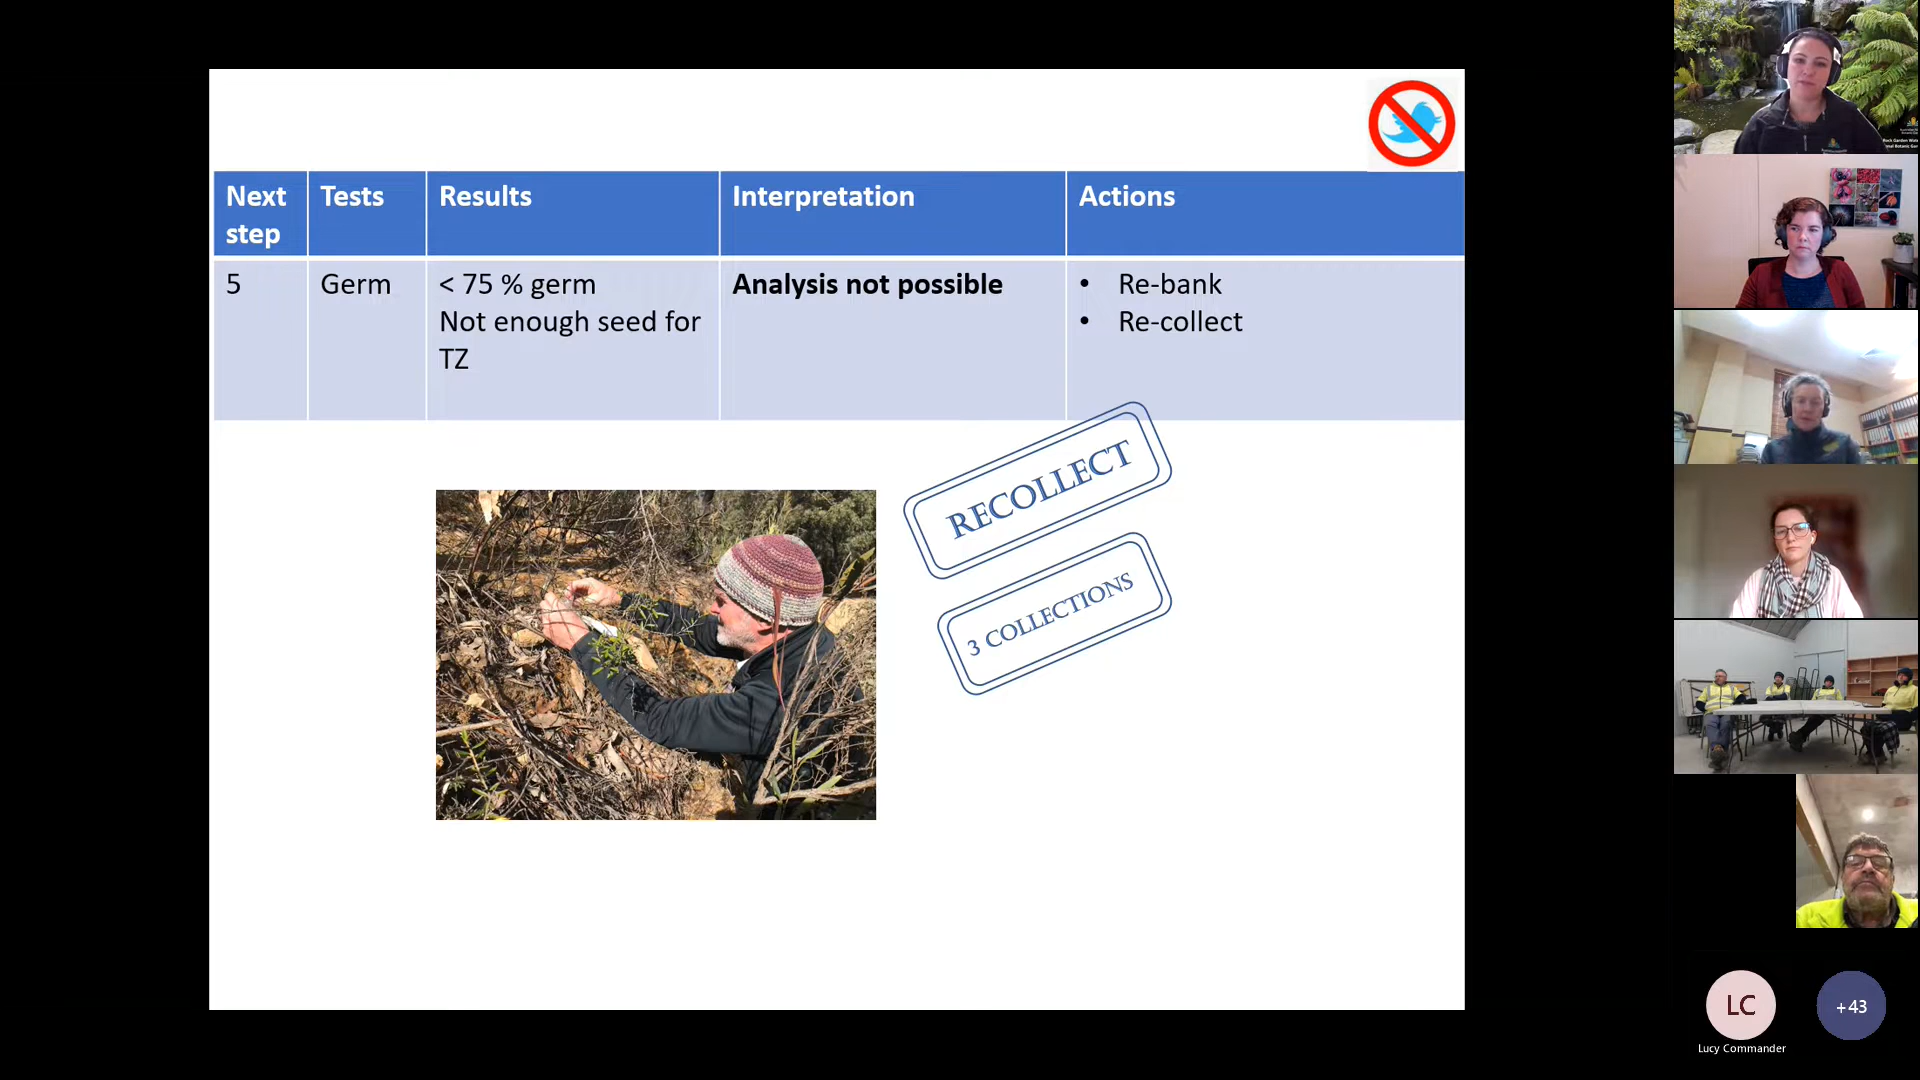 Next step
Tests
Results
Interpretation
Actions
5
Germ
< 75 % germ
Not enough seed for
TZ
Analysis not possible
• Re-bank
• Re-collect
RECOLLECT
3 COLLECTIONS
LC
Lucy Commander
+43